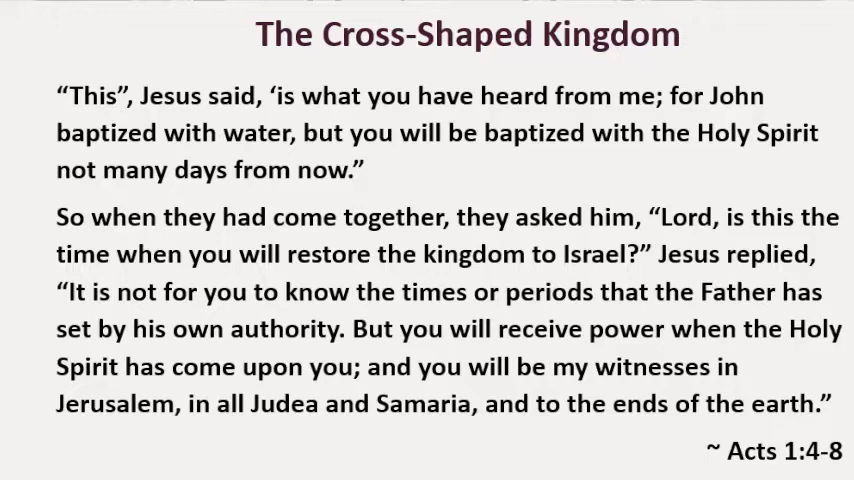 The Cross-Shaped Kingdom
“This”, Jesus said, ‘is what you have heard from me; for John
baptized with water, but you will be baptized with the Holy Spirit
not many days from now.”
So when they had come together, they asked him, “Lord, is this the
time when you will restore the kingdom to Israel?” Jesus replied,
“It is not for you to know the times or periods that the Father has
set by his own authority. But you will receive power when the Holy
Spirit has come upon you; and you will be my witnesses in
Jerusalem, in all Judea and Samaria, and to the ends of the earth.”
~ Acts 1:4-8